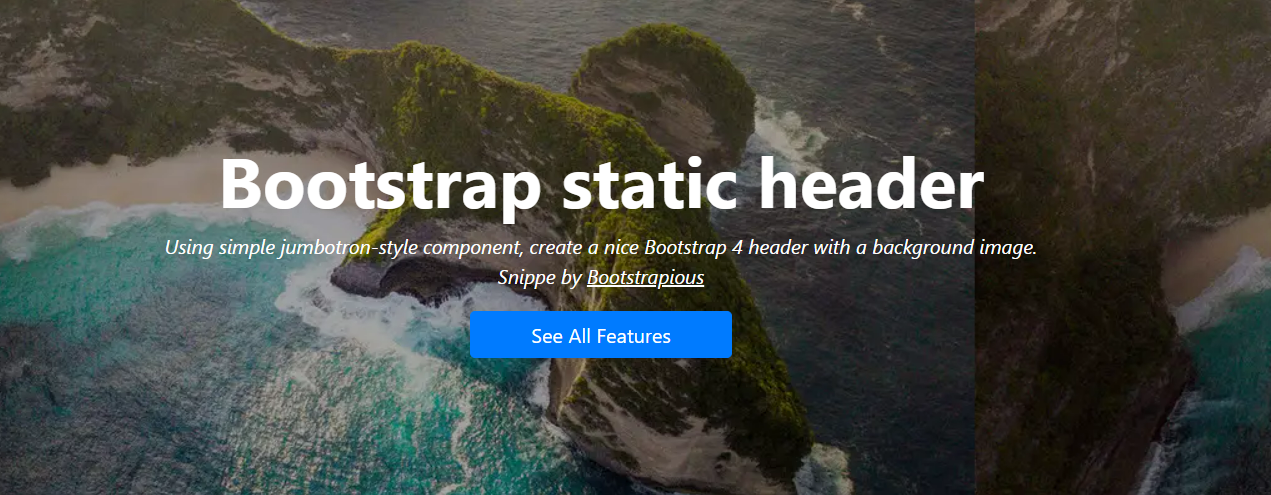 Bootstrap static header
Using simple jumbotron-style component, create a nice Bootstrap 4 header with a background image.
Snippe by Bootstrapious
See All Features